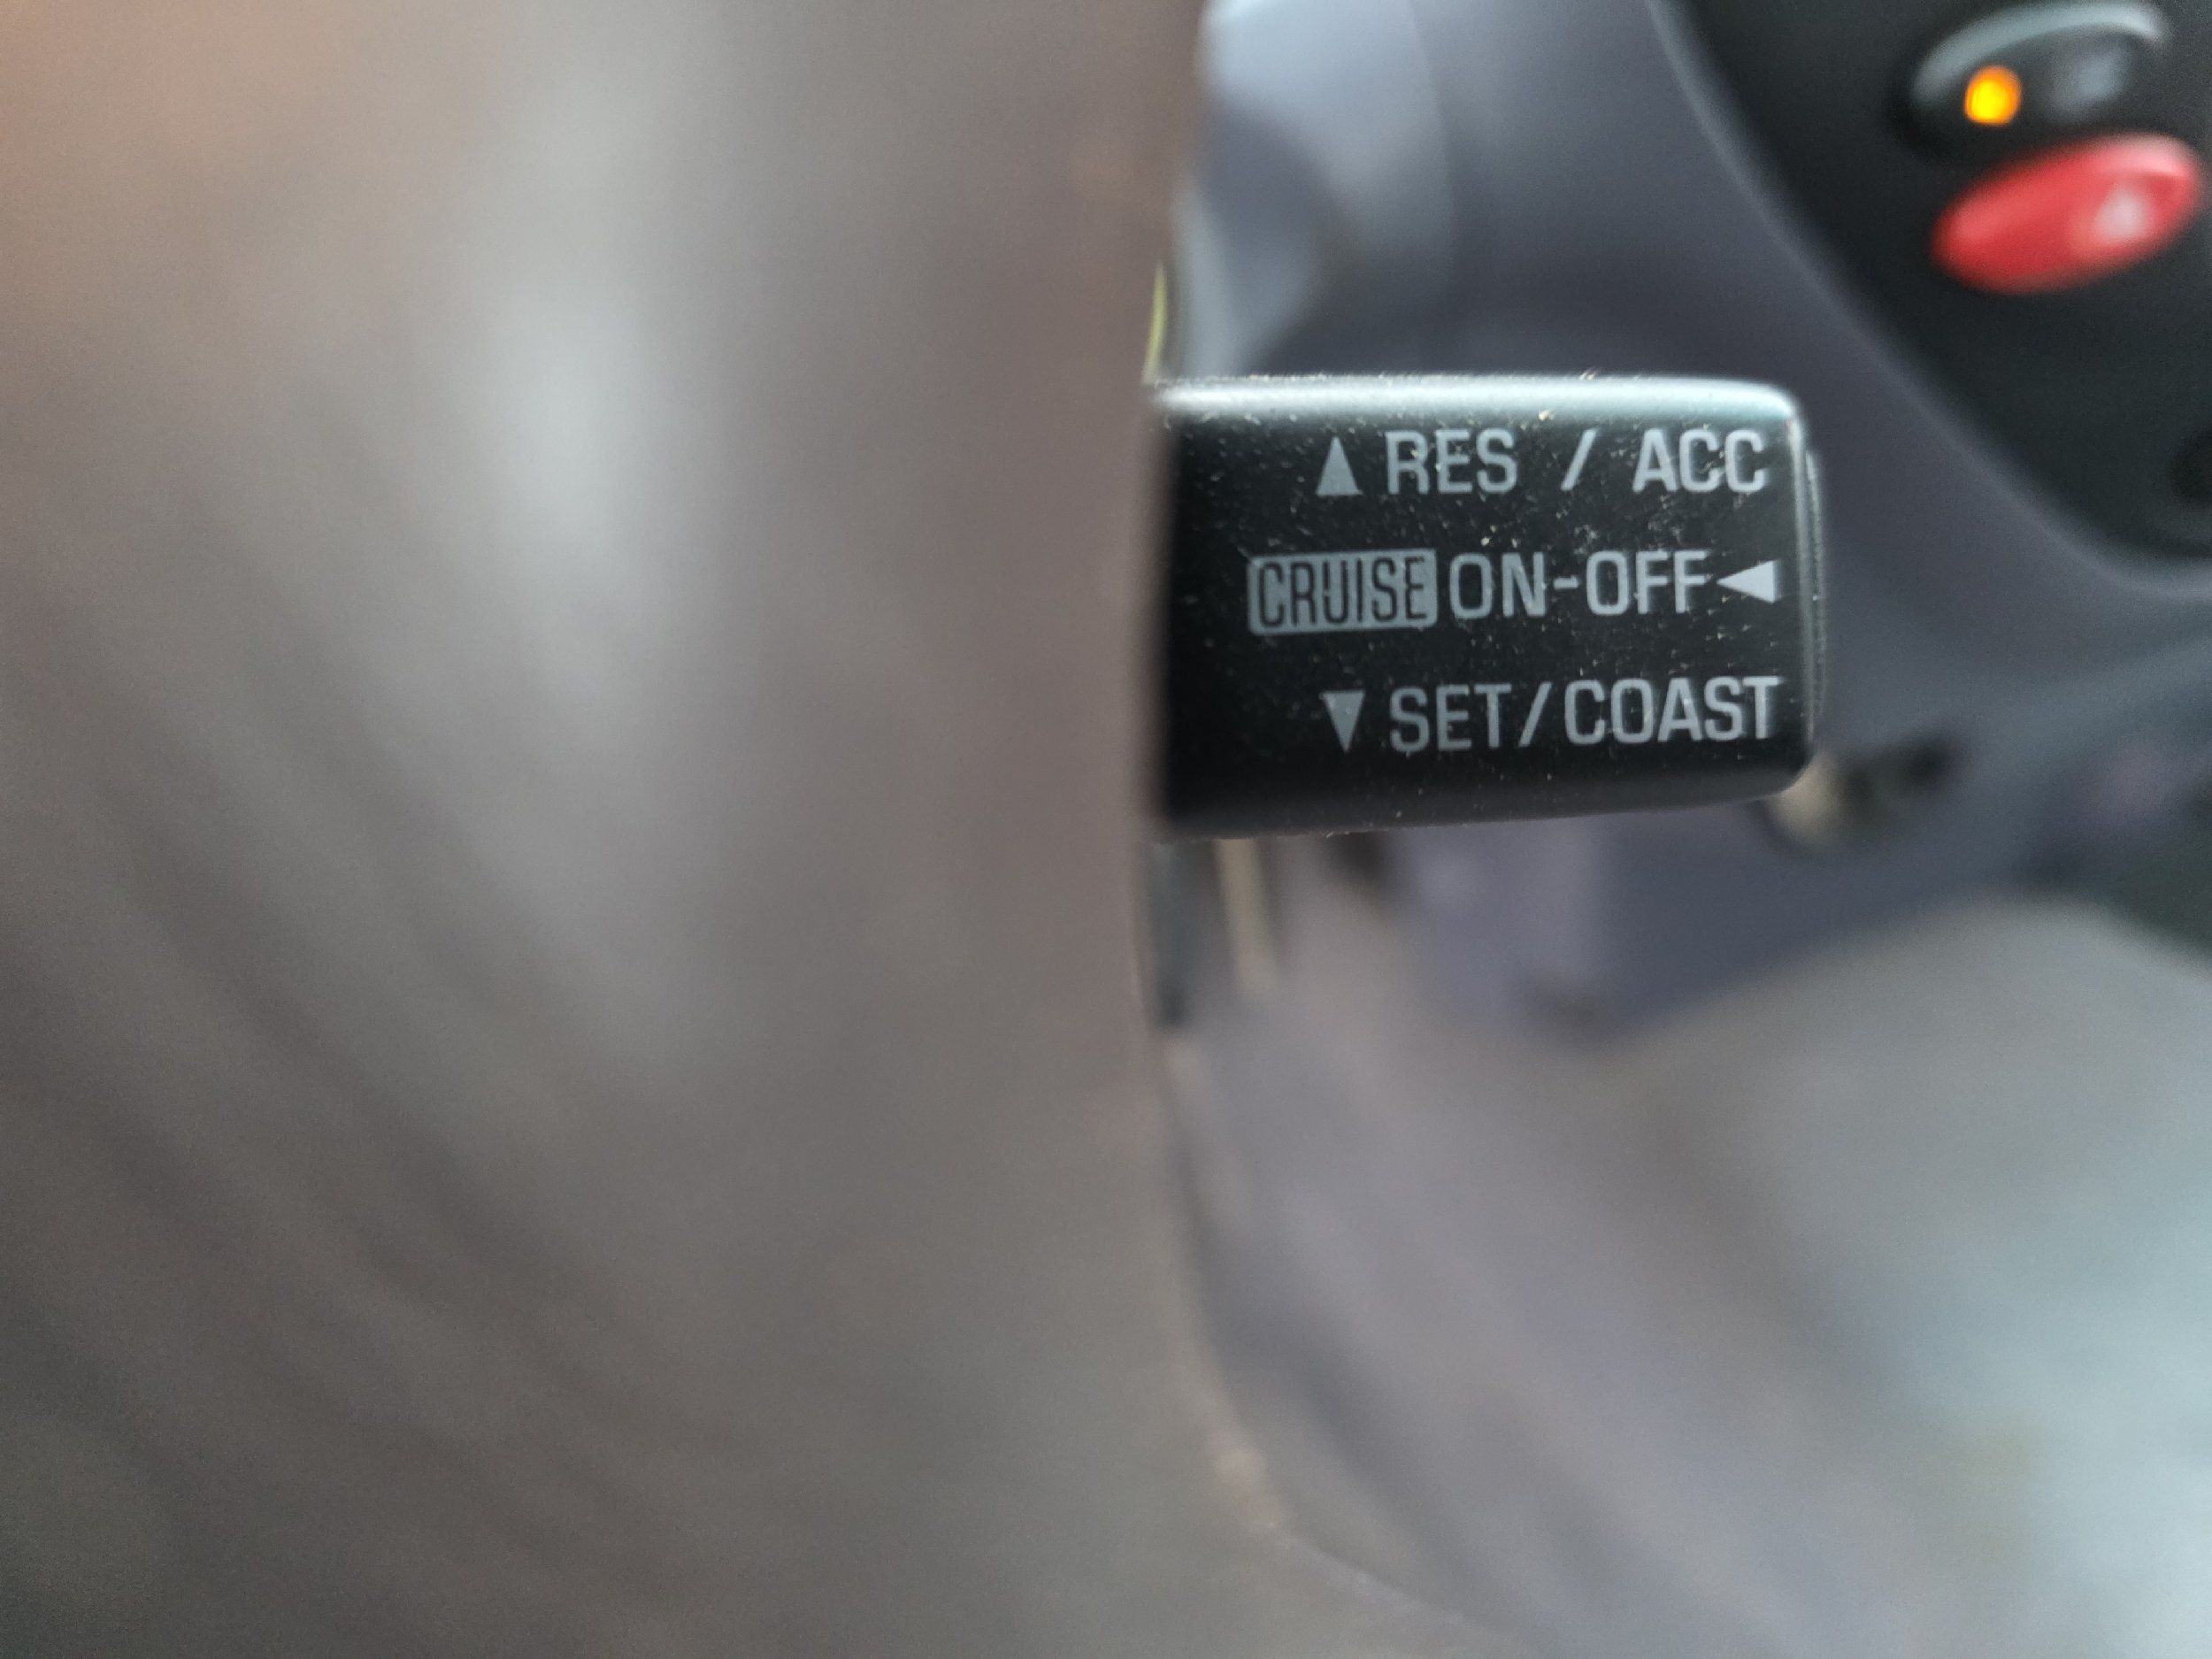 ▲ RES / ACC
CRUISE ON-OFF◀
▼ SET/COAST